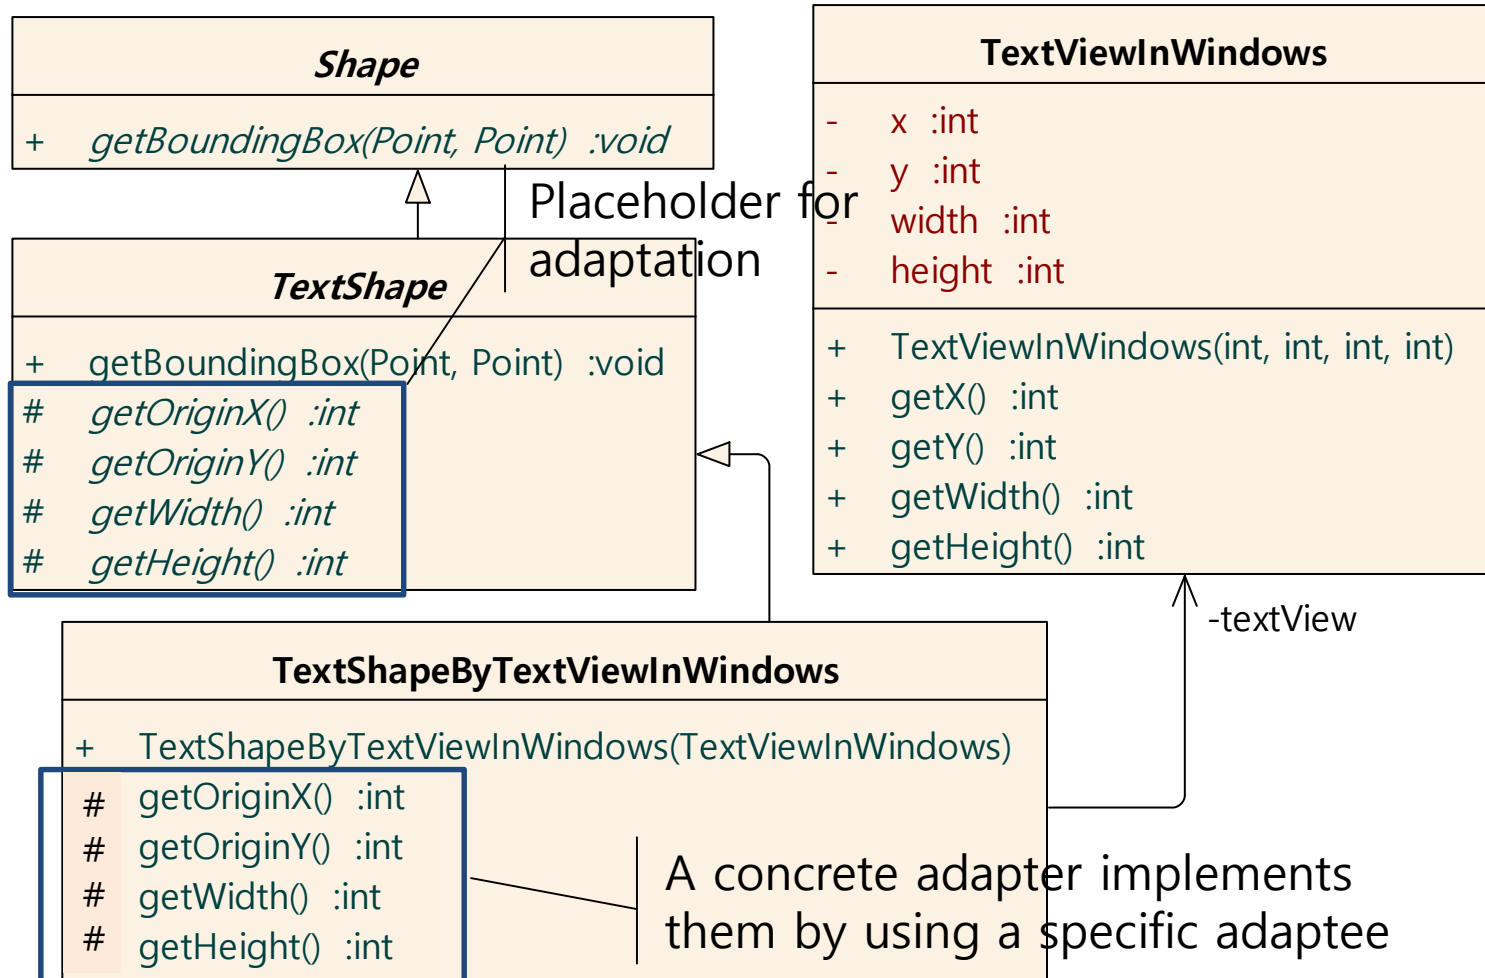 Shape
+ getBoundingBox(Point, Point) :void
Placeholder for
adaptation
TextShape
+ getBoundingBox(Point, Point) :void
# getOriginX() :int
# getOriginY() :int
# getWidth() :int
# getHeight() :int
TextViewInWindows
- x :int
- y :int
- width :int
- height :int
+ TextViewInWindows(int, int, int, int)
+ getX() :int
+ getY() :int
+ getWidth() :int
+ getHeight() :int
-textView
TextShapeByTextViewInWindows
+ TextShapeByTextViewInWindows(TextViewInWindows)
# getOriginX() :int
# getOriginY() :int
# getWidth() :int
# getHeight() :int
A concrete adapter implements
them by using a specific adaptee